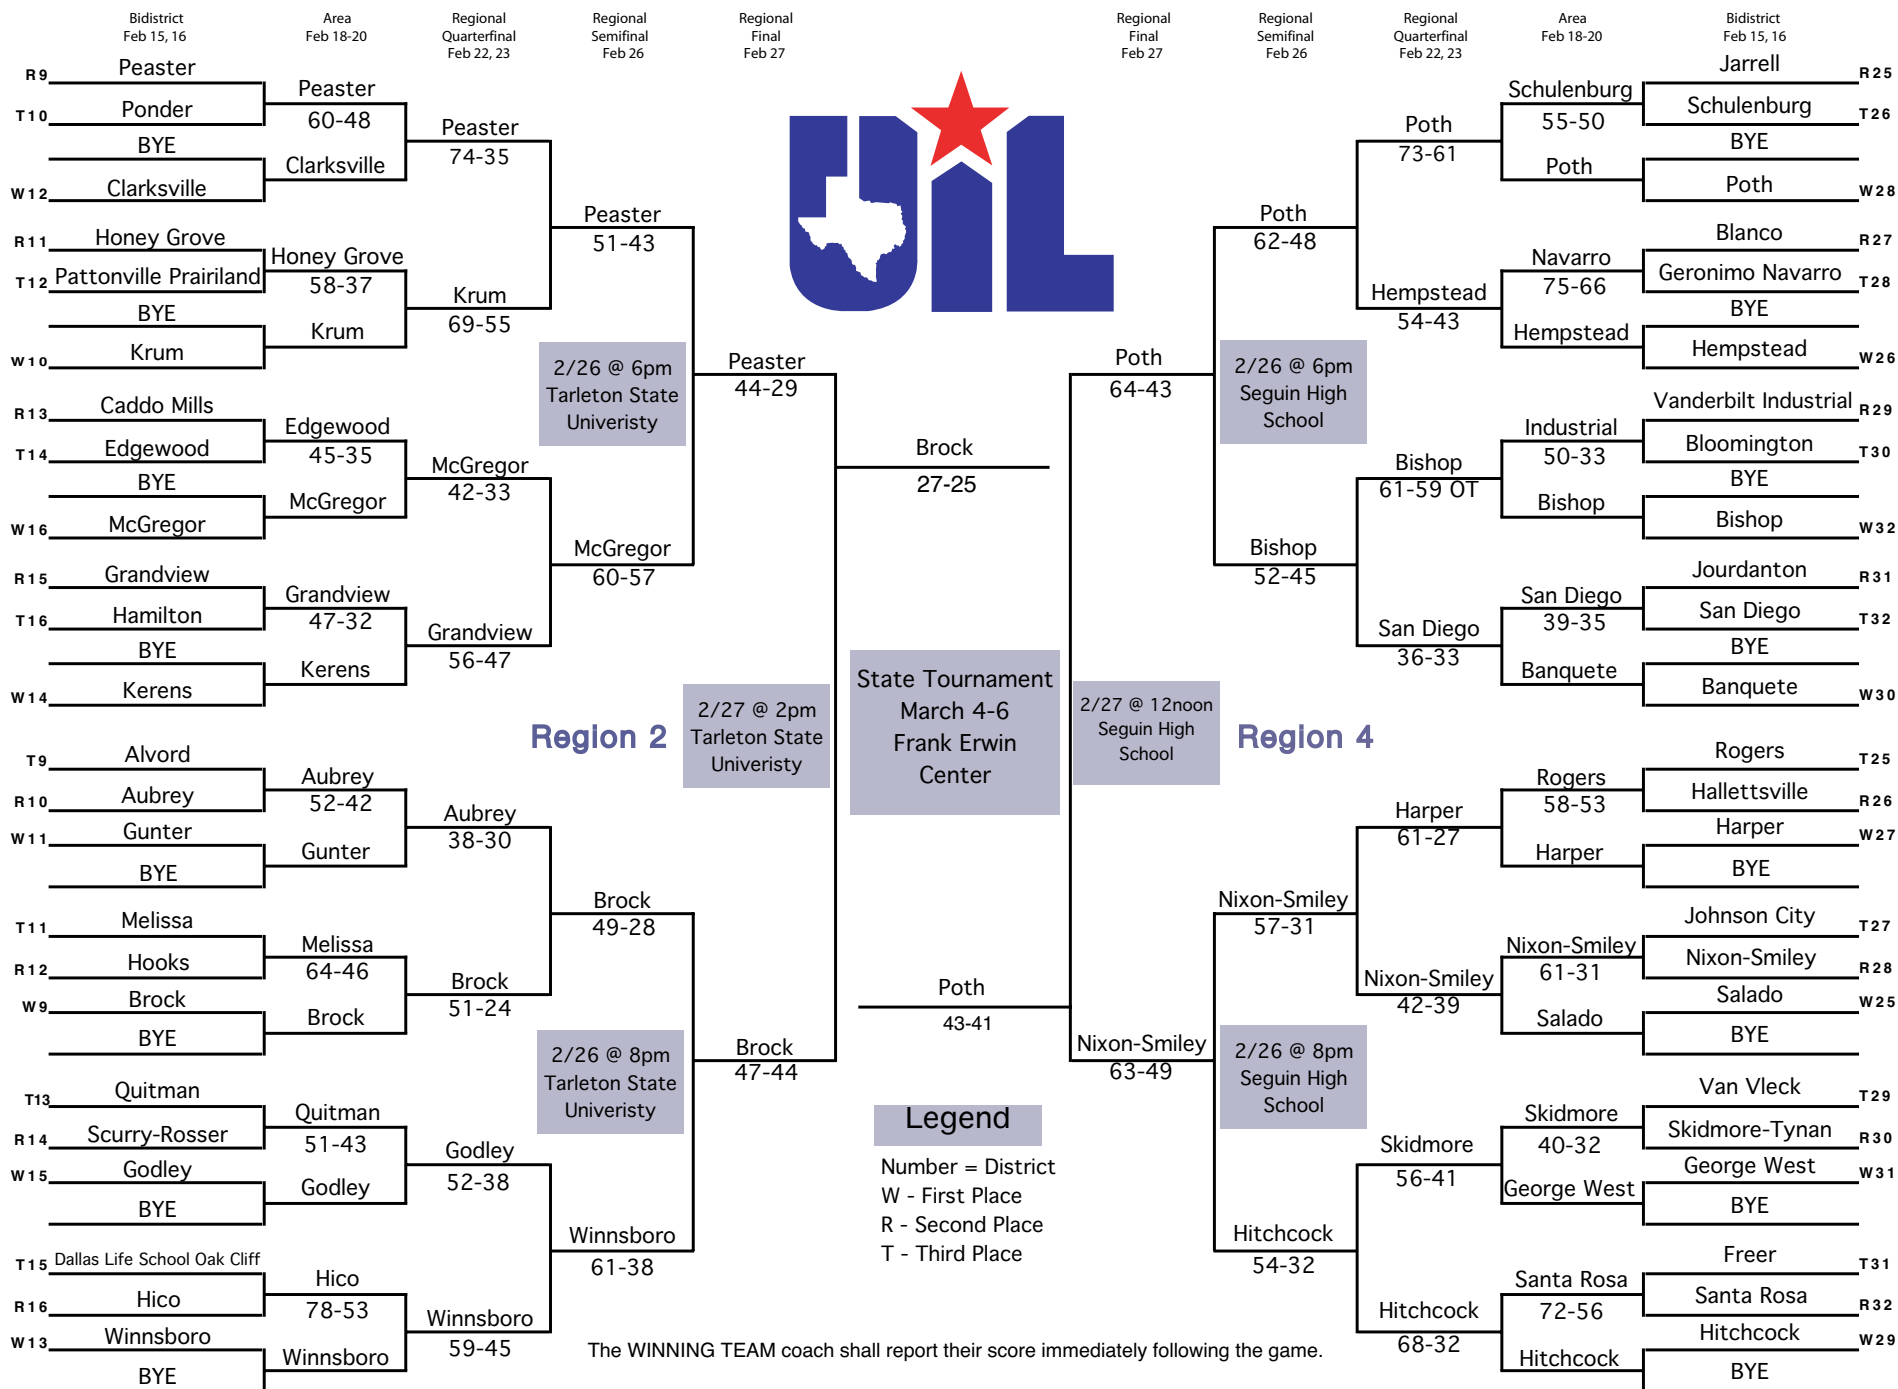 Bidistrict
Feb 15, 16
Area
Feb 18-20
Regional
Quarterfinal
Feb 22, 23
Regional
Semifinal
Feb 26
Regional
Final
Feb 27
Regional
Final
Feb 27
Regional
Semifinal
Feb 26
Regional
Quarterfinal
Feb 22, 23
Area
Feb 18-20
Bidistrict
Feb 15, 16
R9 Peaster
T10 Ponder
BYE
W12 Clarksville
R11 Honey Grove
T12 Pattonville Prairiland
BYE
W10 Krum
R13 Caddo Mills
T14 Edgewood
BYE
W16 McGregor
R15 Grandview
T16 Hamilton
BYE
W14 Kerens
T9 Alvord
R10 Aubrey
W11 Gunter
BYE
T11 Melissa
R12 Hooks
W9 Brock
BYE
T13 Quitman
R14 Scurry-Rosser
W15 Godley
BYE
T15 Dallas Life School Oak Cliff
R16 Hico
W13 Winnsboro
BYE
Peaster
60-48
Clarksville
Honey Grove
58-37
Krum
Edgewood
45-35
McGregor
Grandview
47-32
Kerens
Aubrey
52-42
Gunter
Melissa
64-46
Brock
Quitman
51-43
Godley
Hico
78-53
Winnsboro
Peaster
74-35
Krum
69-55
McGregor
42-33
Grandview
56-47
Aubrey
38-30
Brock
51-24
Godley
52-38
Winnsboro
59-45
Peaster
51-43
2/26 @ 6pm
Tarleton State
Univeristy
McGregor
60-57
Region 2
Brock
49-28
2/26 @ 8pm
Tarleton State
Univeristy
Winnsboro
61-38
Peaster
44-29
2/27 @ 2pm
Tarleton State
Univeristy
Brock
47-44
UIL
Brock
27-25
State Tournament
March 4-6
Frank Erwin
Center
Poth
43-41
Legend
Number = District
W - First Place
R - Second Place
T - Third Place
The WINNING TEAM coach shall report their score immediately following the game.
Poth
64-43
2/27 @ 12noon
Seguin High
School
Nixon-Smiley
63-49
Poth
62-48
2/26 @ 6pm
Seguin High
School
Bishop
52-45
Region 4
Nixon-Smiley
57-31
2/26 @ 8pm
Seguin High
School
Hitchcock
54-32
Poth
73-61
Hempstead
54-43
Bishop
61-59 OT
San Diego
36-33
Harper
61-27
Nixon-Smiley
42-39
Skidmore
56-41
Hitchcock
68-32
Schulenburg
55-50
Poth
Navarro
75-66
Hempstead
Industrial
50-33
Bishop
San Diego
39-35
Banquete
Rogers
58-53
Harper
Nixon-Smiley
61-31
Salado
Skidmore
40-32
George West
Santa Rosa
72-56
Hitchcock
Jarrell R25
Schulenburg T26
BYE
Poth W28
Blanco R27
Geronimo Navarro T28
BYE
Hempstead W26
Vanderbilt Industrial R29
Bloomington T30
BYE
Bishop W32
Jourdanton R31
San Diego T32
BYE
Banquete W30
Rogers T25
Hallettsville R26
Harper W27
BYE
Johnson City T27
Nixon-Smiley R28
Salado W25
BYE
Van Vleck T29
Skidmore-Tynan R30
George West W31
BYE
Freer T31
Santa Rosa R32
Hitchcock W29
BYE